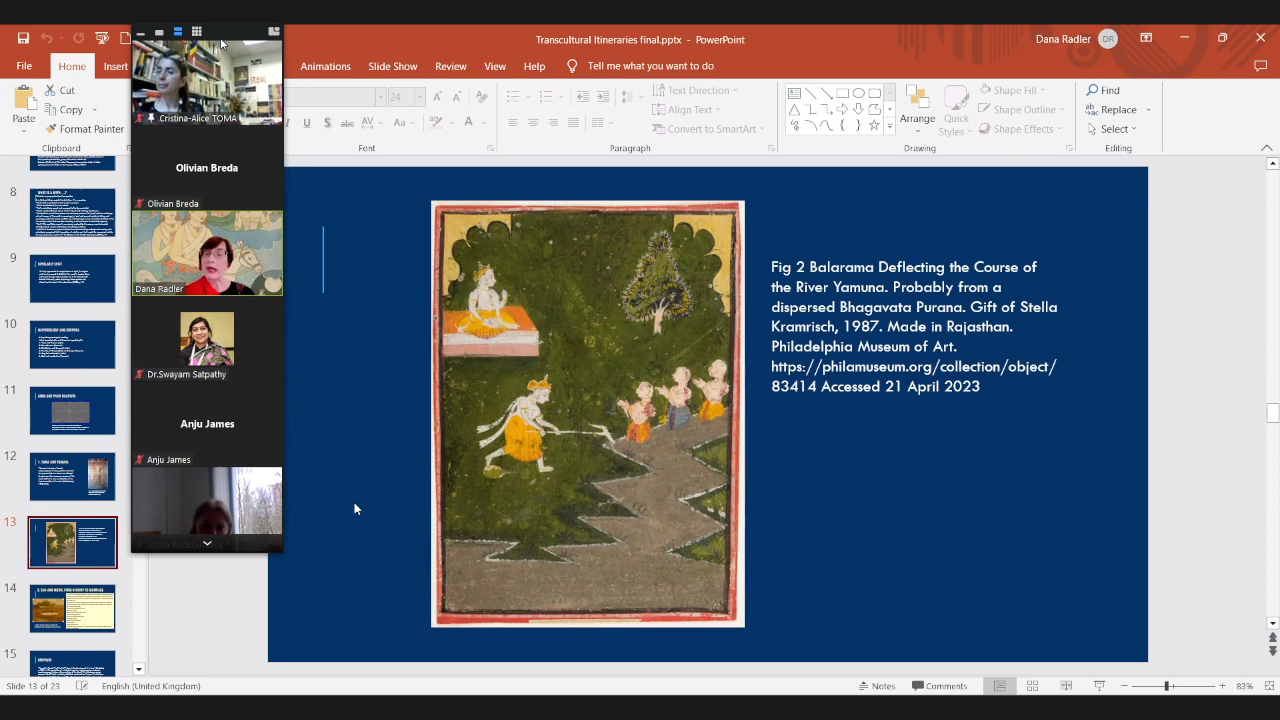 Transcultural Itineraries final.pptx - PowerPoint
Dana Radler
DR
File
Home
Insert
Animations
Slide Show
Review
View
Help
Tell me what you want to do
Paste
Cut
Copy
Format Painter
Clipboard
24
Font
Text Direction
Align Text
Convert to SmartArt
Paragraph
Arrange
Quick
Styles
Shape Fill
Shape Outline
Shape Effects
Drawing
Find
Replace
Select
Editing
Cristina-Alice TOMA
Olivian Breda
Olivian Breda
Dana Radler
Dr.Swayam Satpathy
Anju James
Anju James
8
9
10
11
12
13
14
15
Fig 2 Balarama Deflecting the Course of
the River Yamuna. Probably from a
dispersed Bhagavata Purana. Gift of Stella
Kramrisch, 1987. Made in Rajasthan.
Philadelphia Museum of Art.
https://philamuseum.org/collection/object/
83414 Accessed 21 April 2023
Slide 13 of 23
English (United Kingdom)
Notes
Comments
83%